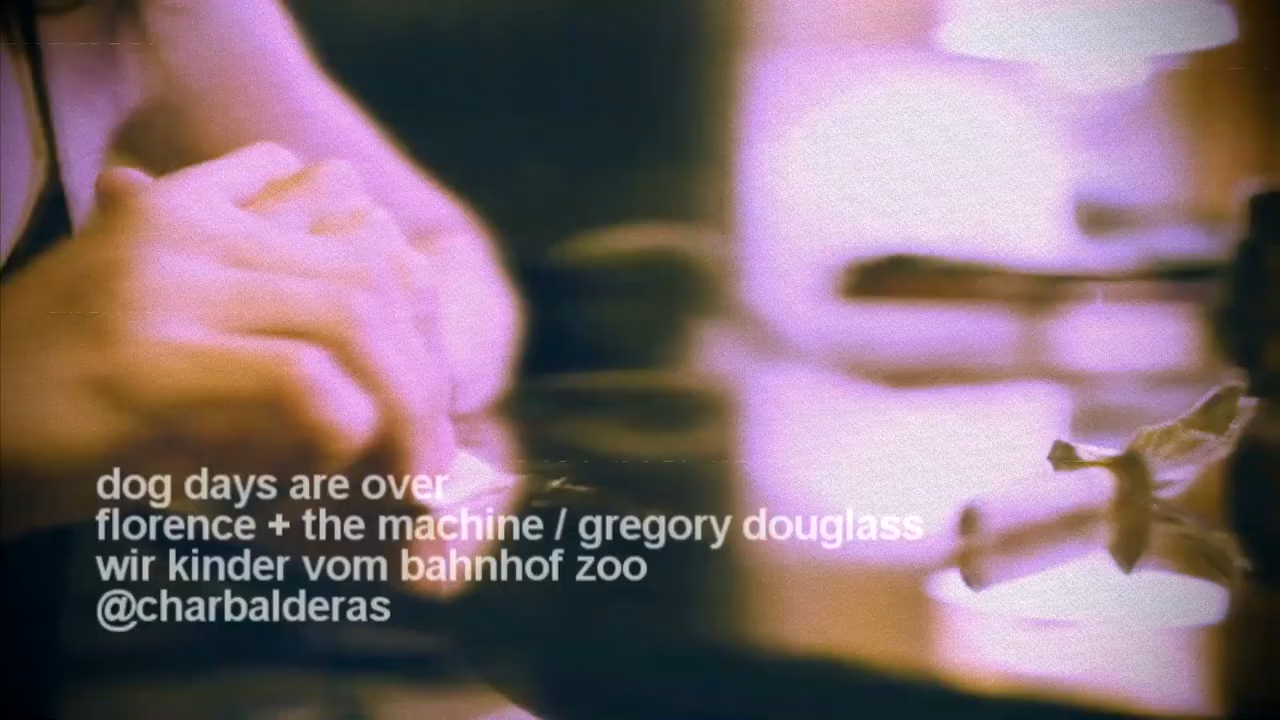 dog days are over
florence + the machine / gregory douglass
wir kinder vom bahnhof zoo
@charbalderas